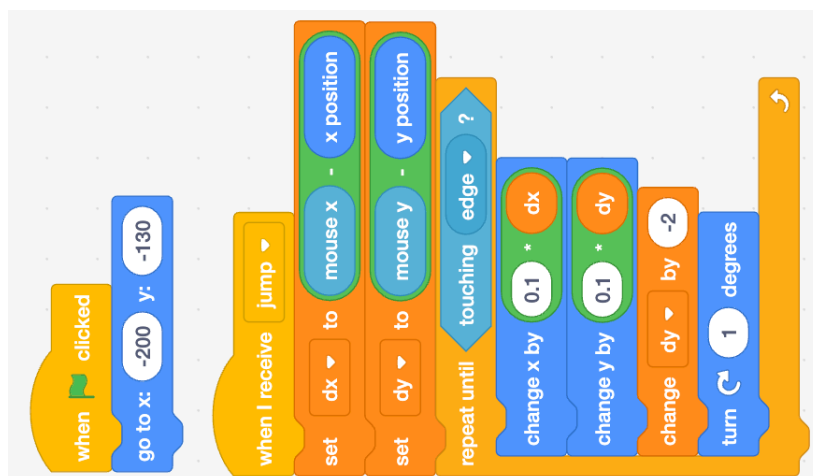 when clicked
go to x: -200 y: -130
when I receive jump
set dx to mouse x - x position
set dy to mouse y - y position
repeat until touching edge ?
change x by 0.1 * dx
change y by 0.1 * dy
change dy by -2
turn 1 degrees